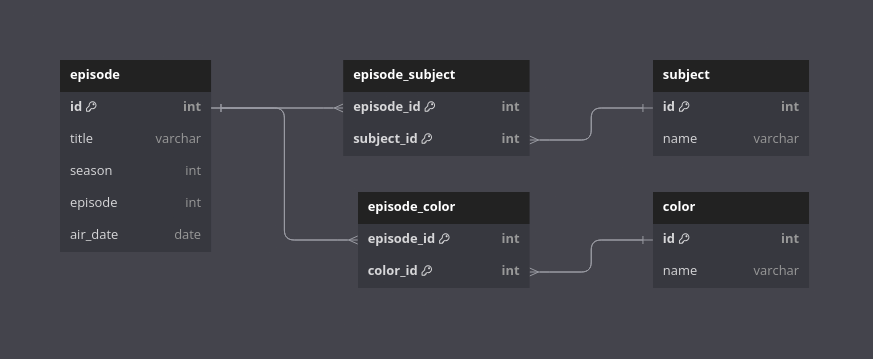 episode
id int
title varchar
season int
episode int
air_date date
episode_subject
episode_id int
subject_id int
subject
id int
name varchar
episode_color
episode_id int
color_id int
color
id int
name varchar